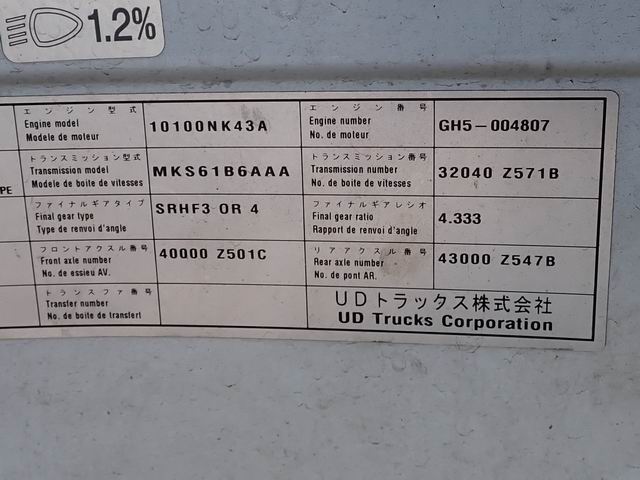 1.2%
エンジン型式
Engine model
Modele de moteur
10100NK43A
エンジン番号
Engine number
No. de moteur
GH5-004807
PE
トランスミッション型式
Transmission model
Modele de boite de vitesses
MKS61B6AAA
トランスミッション番号
Transmission number
No. de boite de vitesses
32040 Z571B
ファイナルギアタイプ
Final gear type
Type de renvoi d'angle
SRHF3 OR 4
ファイナルギアレシオ
Final gear ratio
Rapport de renvoi d'angle
4.333
フロントアクスル番号
Front axle number
No. de essieu AV.
40000 Z501C
リアアクスル番号
Rear axle number
No. de pont AR.
43000 Z547B
トランスファ番号
Transfer number
No. de boite de transfert
UDトラックス株式会社
UD Trucks Corporation